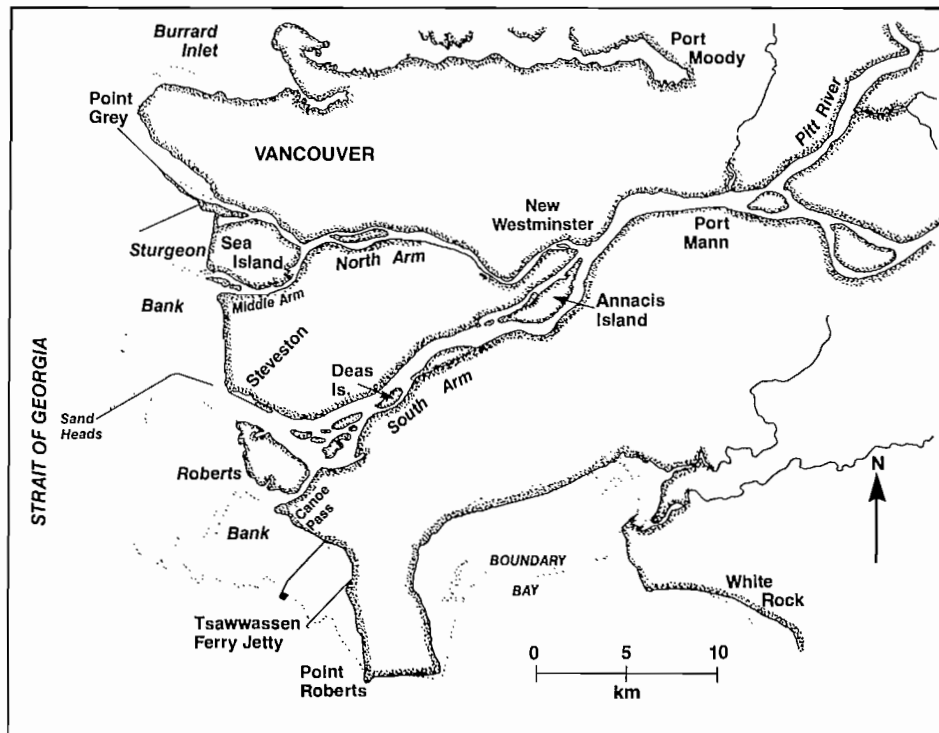 Burrard
Inlet
Port
Moody
Point
Grey
Pitt River
VANCOUVER
New
Westminster
Sturgeon
Sea
Island
North Arm
Port
Mann
Bank
Middle Arm
Annacis
Island
STRAIT OF GEORGIA
Steveston
Deas
Is.
South Arm
Sand
Heads
Roberts
N
Canoe
Pass
Bank
BOUNDARY
BAY
White
Rock
Tsawwassen
Ferry Jetty
0 5 10
km
Point
Roberts